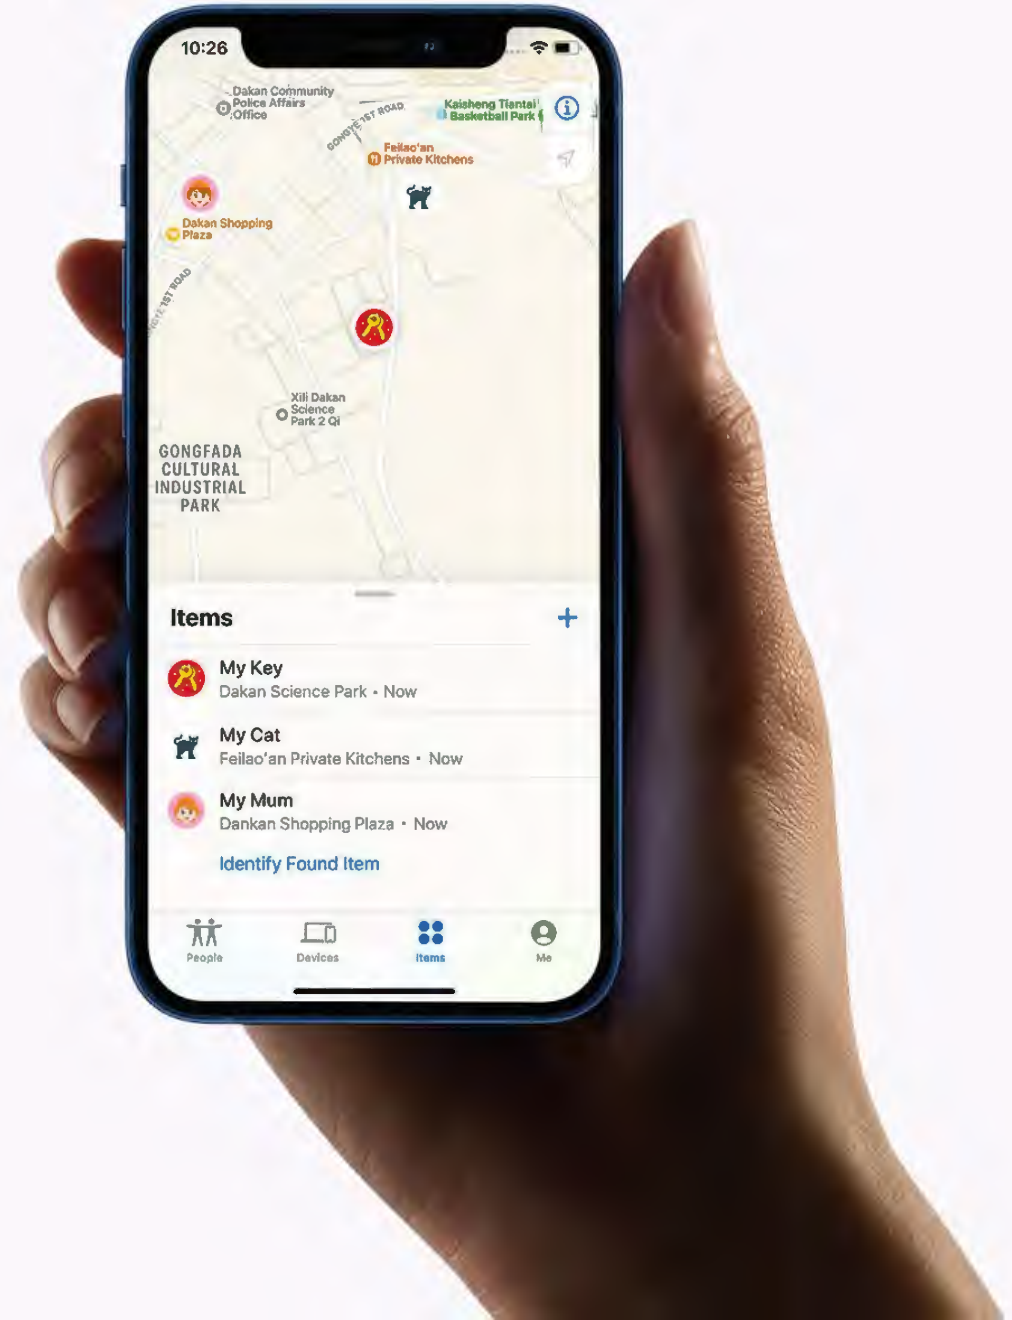 10:26
Dakan Community
Police Affairs
Office
GONGYE 1ST ROAD
Kaisheng Tiantai
Basketball Park
Feilao'an
Private Kitchens
Dakan Shopping
Plaza
GONGYE 1ST ROAD
Xili Dakan
Science
Park 2 Qi
GONGFADA
CULTURAL
INDUSTRIAL
PARK
Items
My Key
Dakan Science Park • Now
My Cat
Feilao'an Private Kitchens • Now
My Mum
Dankan Shopping Plaza • Now
Identify Found Item
People
Devices
Items
Me